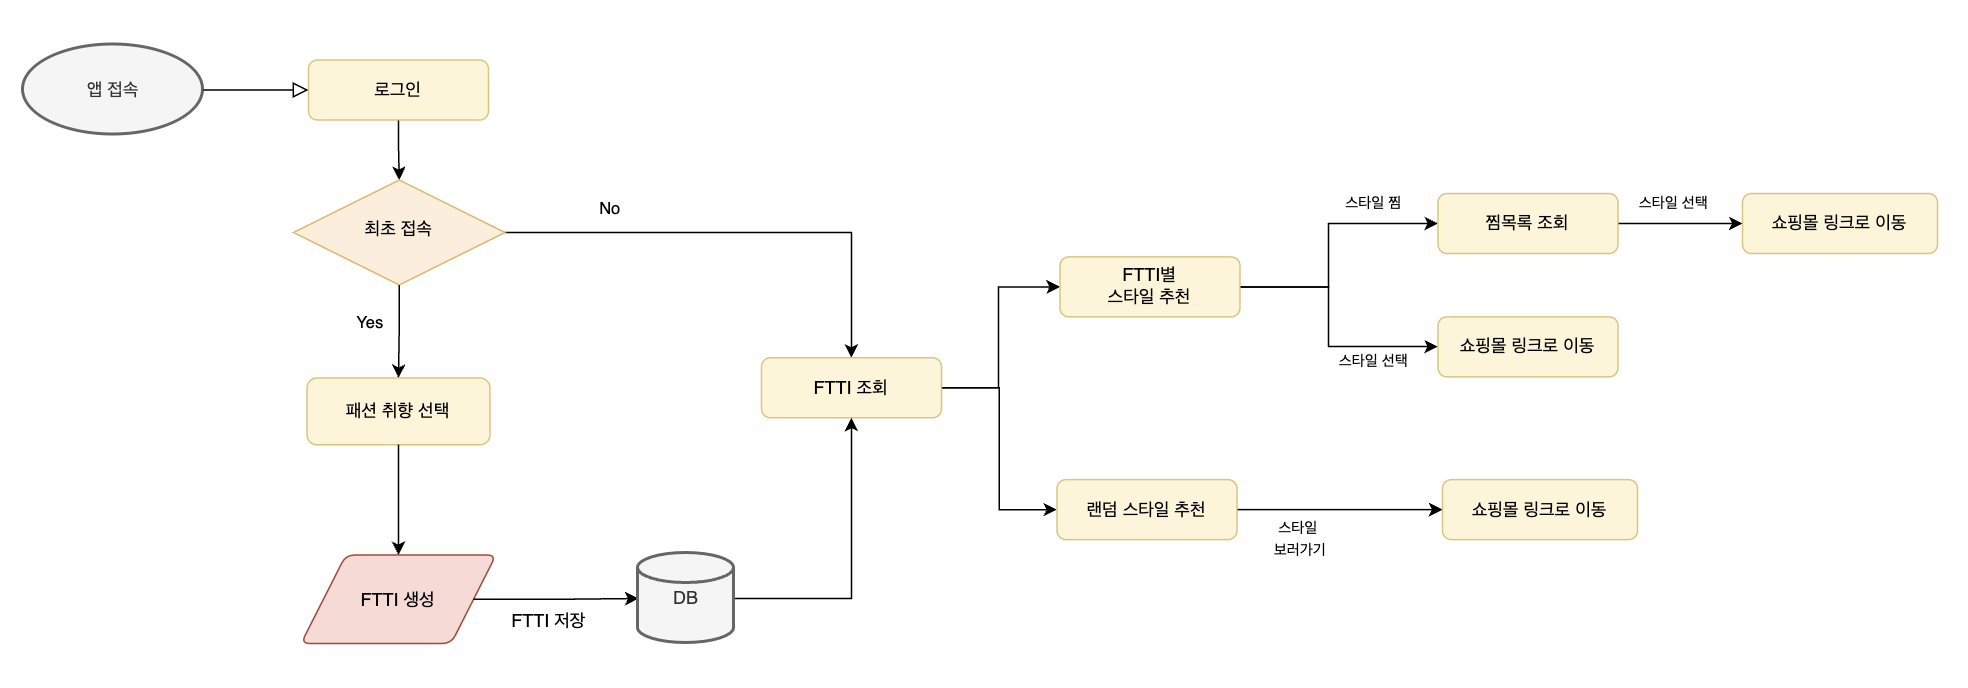 앱 접속
로그인
최초 접속
No
Yes
패션 취향 선택
FTTI 생성
FTTI 저장
DB
FTTI 조회
FTTI별
스타일 추천
스타일 찜
찜목록 조회
스타일 선택
쇼핑몰 링크로 이동
스타일 선택
쇼핑몰 링크로 이동
랜덤 스타일 추천
스타일
보러가기
쇼핑몰 링크로 이동